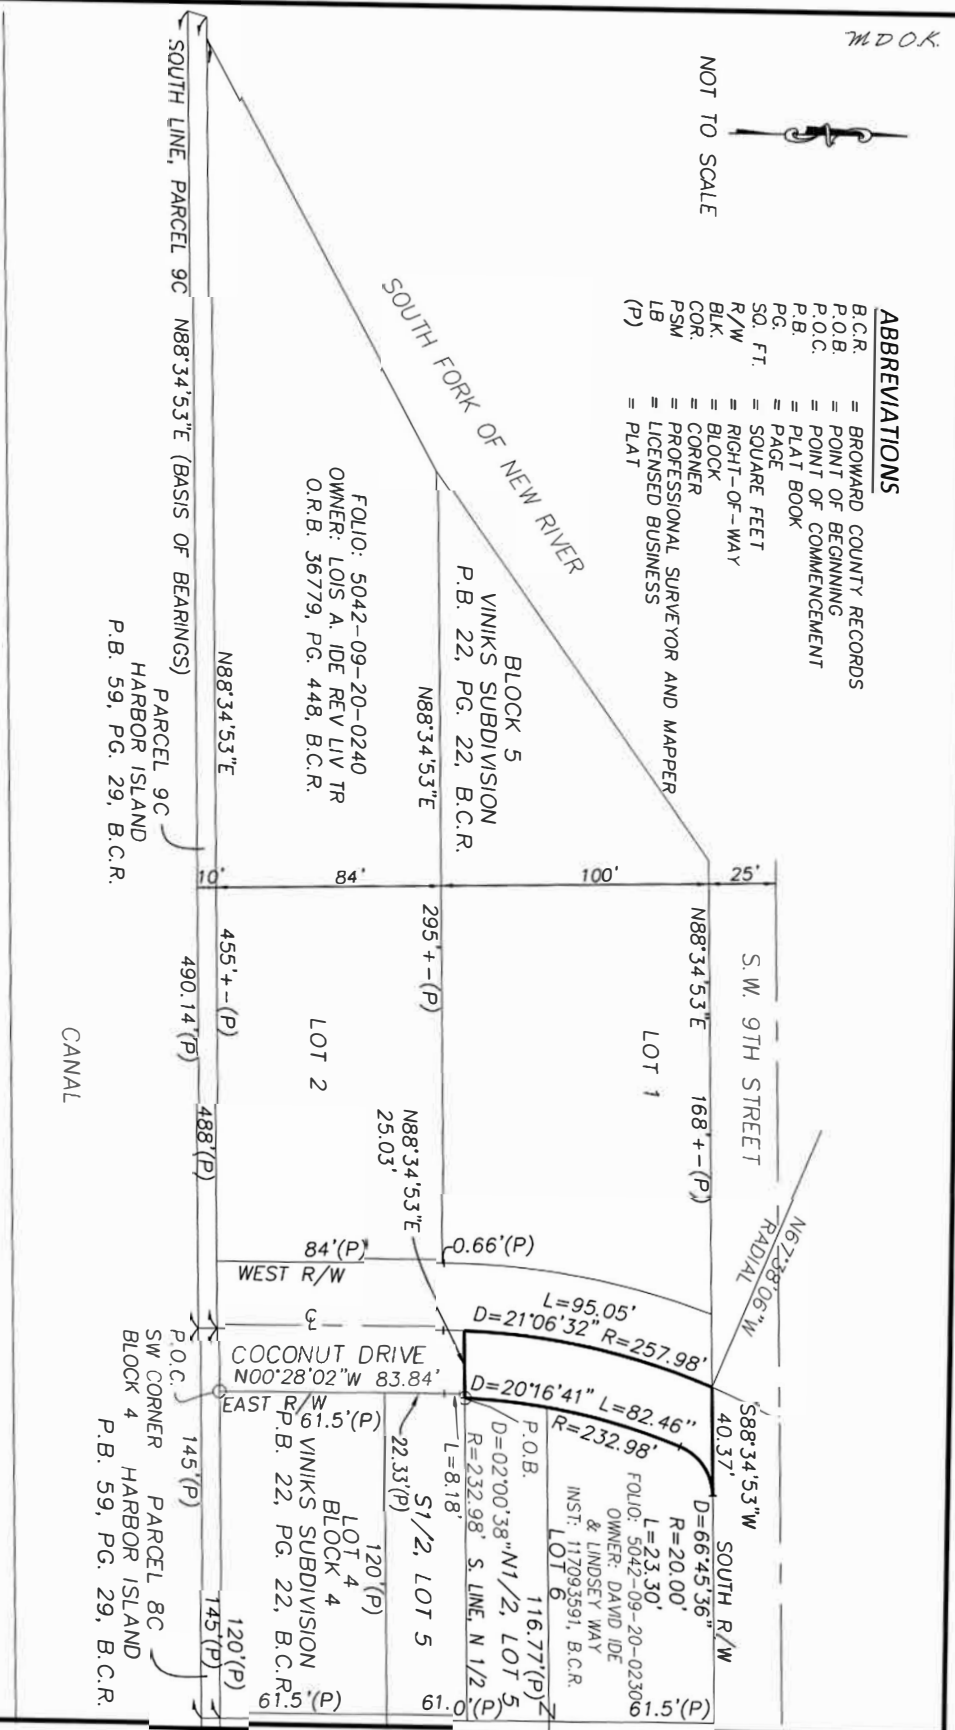 MDO.K.
NOT TO SCALE
ABBREVIATIONS
B.C.R. = BROWARD COUNTY RECORDS
P.O.B. = POINT OF BEGINNING
P.O.C. = POINT OF COMMENCEMENT
P.B. = PLAT BOOK
PG. = PAGE
SQ. FT. = SQUARE FEET
R/W = RIGHT-OF-WAY
BLK. = BLOCK
COR. = CORNER
PSM = PROFESSIONAL SURVEYOR AND MAPPER
LB = LICENSED BUSINESS
(P) = PLAT
SOUTH FORK OF NEW RIVER
BLOCK 5
VINIKS SUBDIVISION
P.B. 22, PG. 22, B.C.R.
N88°34'53"E
FOLIO: 5042-09-20-0240
OWNER: LOIS A. IDE REV LIV TR
O.R.B. 36779, PG. 448, B.C.R.
N88°34'53"E
SOUTH LINE, PARCEL 9C N88°34'53"E (BASIS OF BEARINGS)
PARCEL 9C
HARBOR ISLAND
P.B. 59, PG. 29, B.C.R.
25'
100'
84'
10'
S.W. 9TH STREET
N88°34'53"E 168'+-(P)
LOT 1
295'+-(P)
LOT 2
455'+-(P)
490.14'(P)
488'(P)
CANAL
N67°38'06"W
RADIAL
N88°34'53"E
25.03'
0.66'(P)
84'(P)
WEST R/W
L=95.05'
D=21°06'32" R=257.98'
℄
COCONUT DRIVE
N00°28'02"W 83.84'
EAST R/W
D=20°16'41" L=82.46"
R=232.98'
S88°34'53"W
40.37'
SOUTH R/W
D=66°45'36"
R=20.00'
L=23.30'
FOLIO: 5042-09-20-0230
OWNER: DAVID IDE
& LINDSEY WAY
INST: 117093591, B.C.R.
LOT 6
61.5'(P)
P.O.B.
116.77'(P)
N1/2, LOT 5
D=02°00'38"
R=232.98' S. LINE, N 1/2
L=8.18'
61.0'(P)
S1/2, LOT 5
22.33'(P)
120'(P)
LOT 4
BLOCK 4
VINIKS SUBDIVISION
P.B. 22, PG. 22, B.C.R.
61.5'(P)
61.5'(P)
120'(P)
145'(P)
145'(P)
P.O.C.
SW CORNER PARCEL 8C
BLOCK 4 HARBOR ISLAND
P.B. 59, PG. 29, B.C.R.